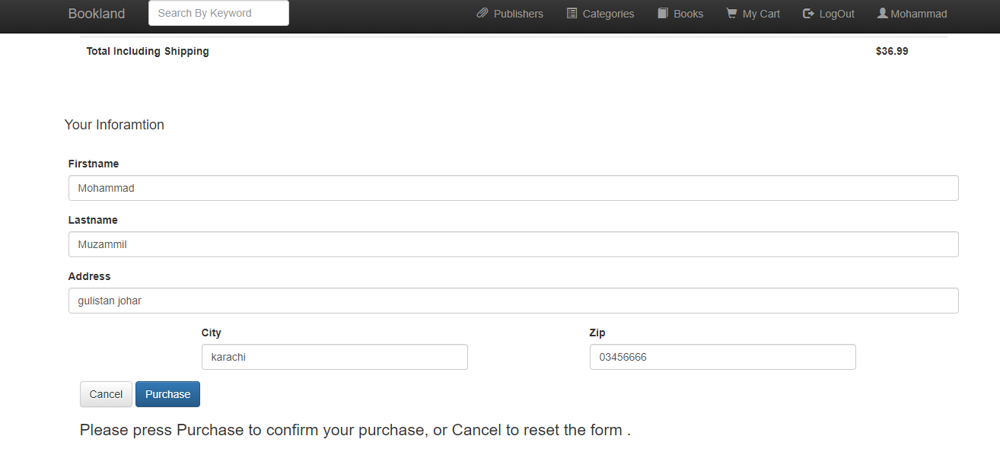 Bookland Search By Keyword Publishers Categories Books My Cart LogOut Mohammad
Total Including Shipping $36.99
Your Inforamtion
Firstname
Mohammad
Lastname
Muzammil
Address
gulistan johar
City Zip
karachi 03456666
Cancel Purchase
Please press Purchase to confirm your purchase, or Cancel to reset the form .